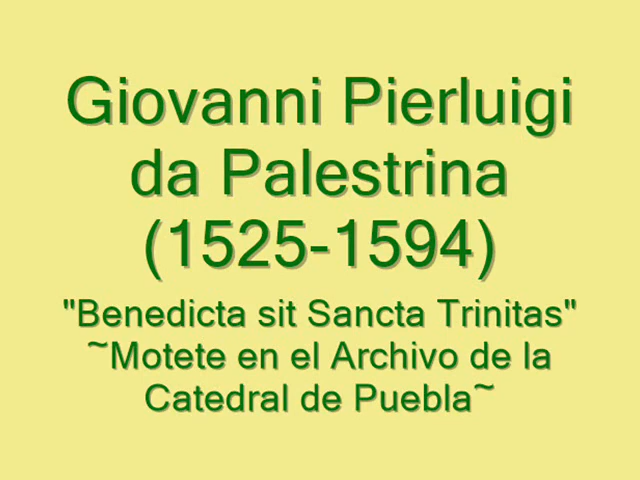 Giovanni Pierluigi
da Palestrina
(1525-1594)
"Benedicta sit Sancta Trinitas"
~Motete en el Archivo de la
Catedral de Puebla~